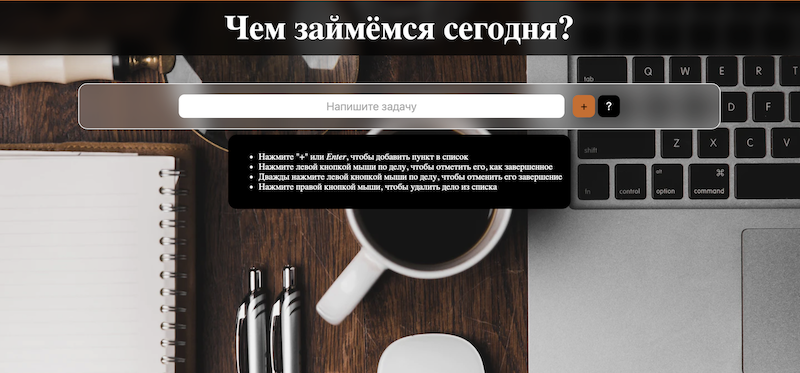 Чем займёмся сегодня?
Напишите задачу
+
?
Нажмите "+" или Enter, чтобы добавить пункт в список
Нажмите левой кнопкой мыши по делу, чтобы отметить его, как завершенное
Дважды нажмите левой кнопкой мыши по делу, чтобы отменить его завершение
Нажмите правой кнопкой мыши, чтобы удалить дело из списка
tab Q W E R T
D F
shift Z X C V
fn control alt option ⌘ command